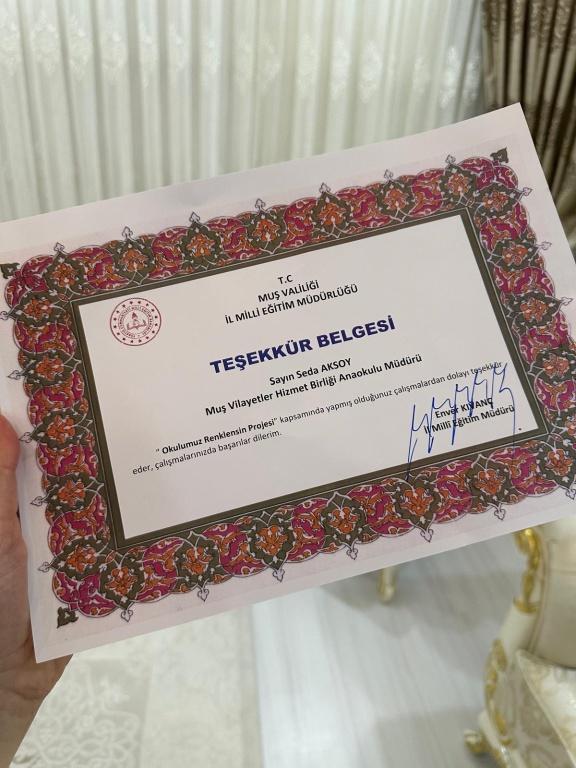 T.C
MUŞ VALİLİĞİ
İL MİLLİ EĞİTİM MÜDÜRLÜĞÜ
TEŞEKKÜR BELGESİ
Sayın Seda AKSOY
Muş Vilayetler Hizmet Birliği Anaokulu Müdürü
" Okulumuz Renklensin Projesi" kapsamında yapmış olduğunuz çalışmalardan dolayı teşekkür
eder, çalışmalarınızda başarılar dilerim.
Enver KIVANÇ
İl Milli Eğitim Müdürü